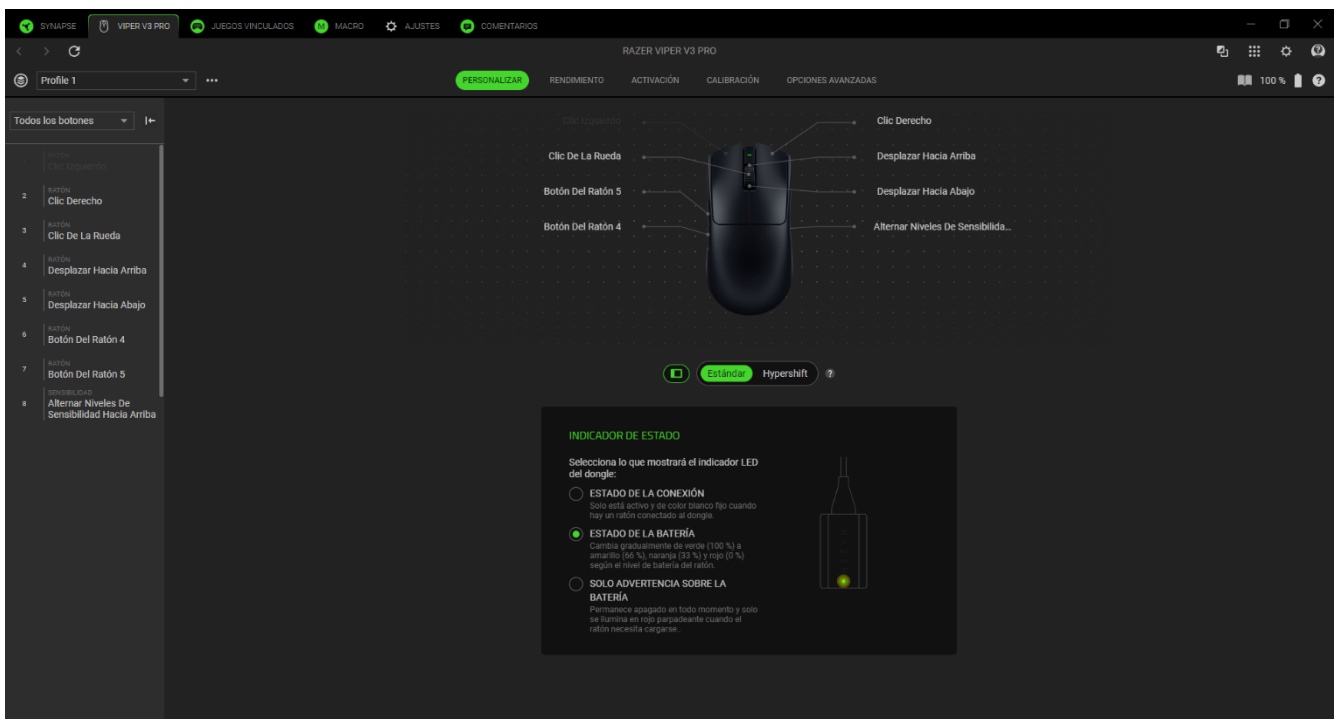 SYNAPSE VIPER V3 PRO JUEGOS VINCULADOS M MACRO AJUSTES COMENTARIOS
RAZER VIPER V3 PRO
Profile 1 PERSONALIZAR RENDIMIENTO ACTIVACIÓN CALIBRACIÓN OPCIONES AVANZADAS 100 % ?
Todos los botones
RATÓN
Clic Izquierdo
2 RATÓN
Clic Derecho
3 RATÓN
Clic De La Rueda
4 RATÓN
Desplazar Hacia Arriba
5 RATÓN
Desplazar Hacia Abajo
6 RATÓN
Botón Del Ratón 4
7 RATÓN
Botón Del Ratón 5
8 SENSIBILIDAD
Alternar Niveles De
Sensibilidad Hacia Arriba
Clic Izquierdo
Clic De La Rueda
Botón Del Ratón 5
Botón Del Ratón 4
Clic Derecho
Desplazar Hacia Arriba
Desplazar Hacia Abajo
Alternar Niveles De Sensibilida...
Estándar Hypershift ?
INDICADOR DE ESTADO
Selecciona lo que mostrará el indicador LED
del dongle:
ESTADO DE LA CONEXIÓN
Solo está activo y de color blanco fijo cuando
hay un ratón conectado al dongle.
ESTADO DE LA BATERÍA
Cambia gradualmente de verde (100 %) a
amarillo (66 %), naranja (33 %) y rojo (0 %)
según el nivel de batería del ratón.
SOLO ADVERTENCIA SOBRE LA
BATERÍA
Permanece apagado en todo momento y solo
se ilumina en rojo parpadeante cuando el
ratón necesita cargarse..